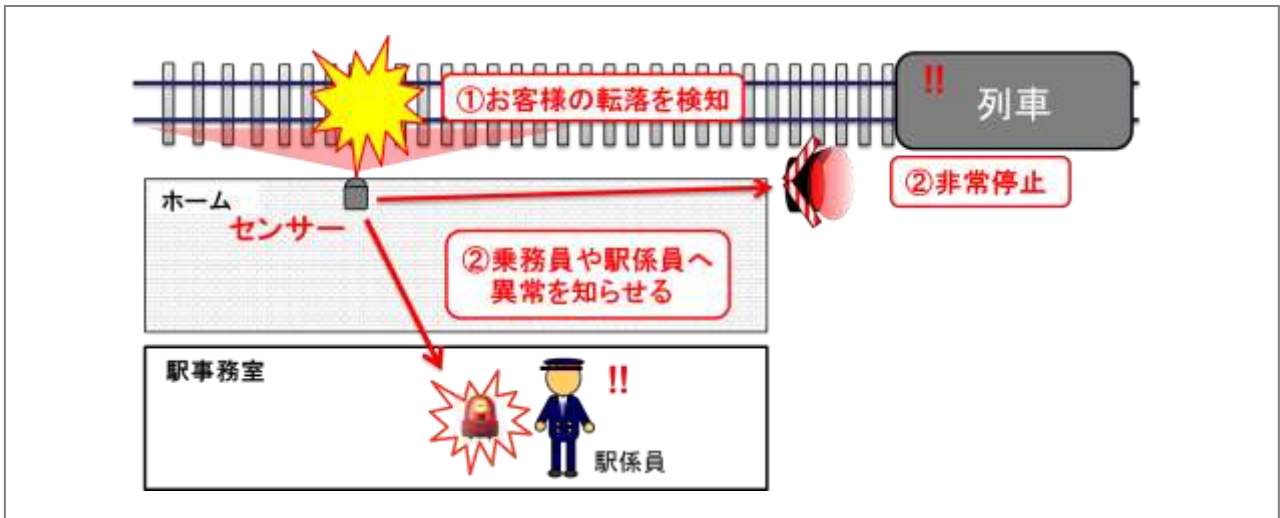 ①お客様の転落を検知
!!
列車
②非常停止
ホーム
センサー
②乗務員や駅係員へ
異常を知らせる
駅事務室
!!
駅係員